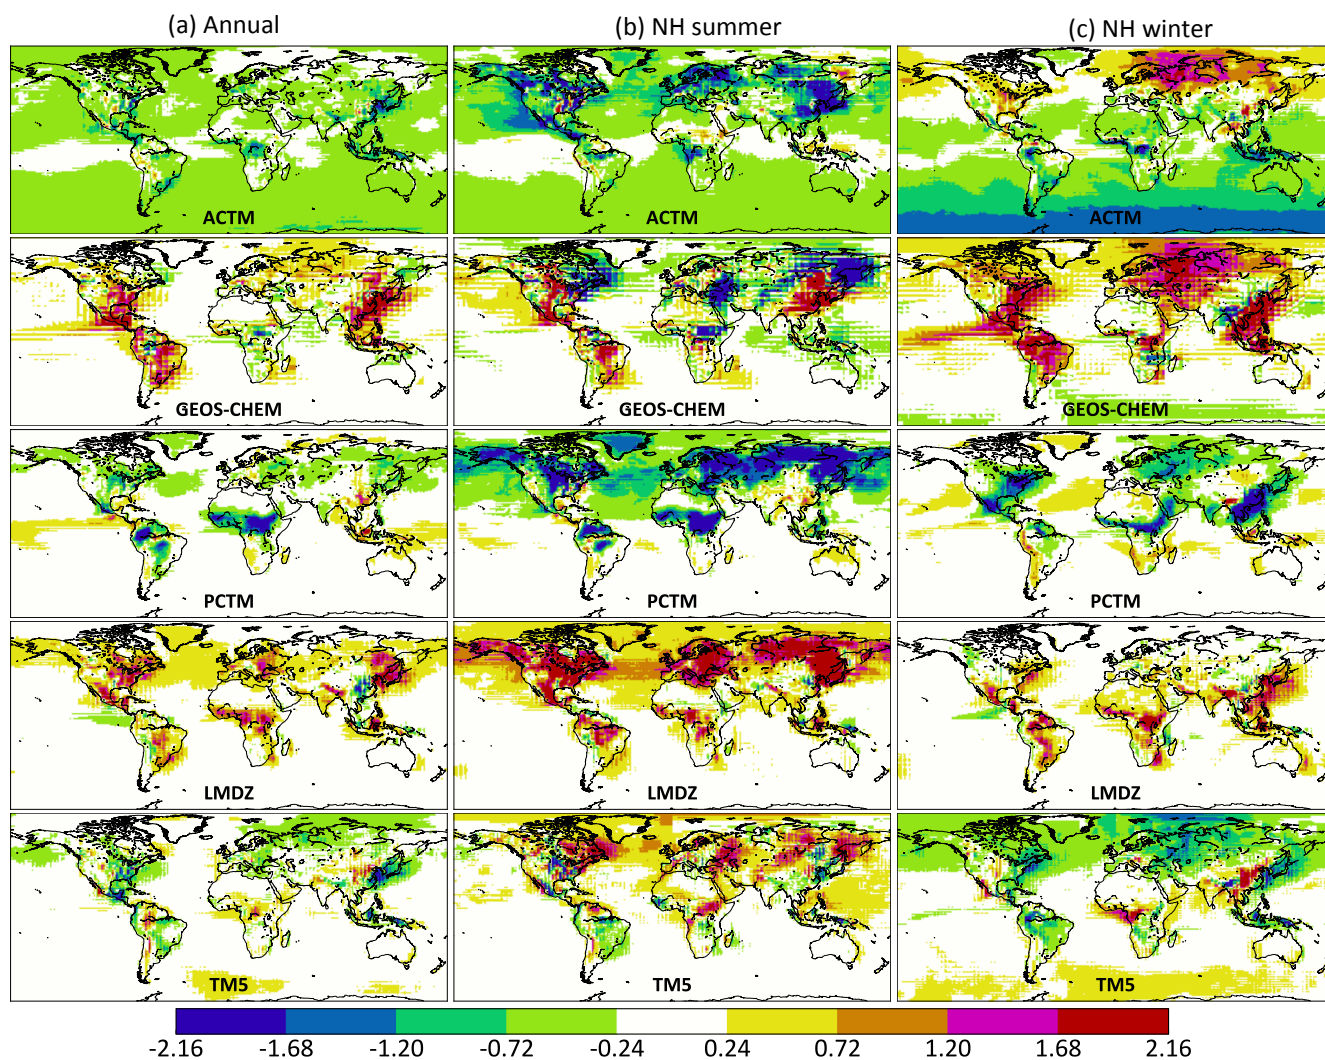 (a) Annual (b) NH summer (c) NH winter
ACTM ACTM ACTM
GEOS-CHEM GEOS-CHEM GEOS-CHEM
PCTM PCTM PCTM
LMDZ LMDZ LMDZ
TM5 TM5 TM5
-2.16 -1.68 -1.20 -0.72 -0.24 0.24 0.72 1.20 1.68 2.16